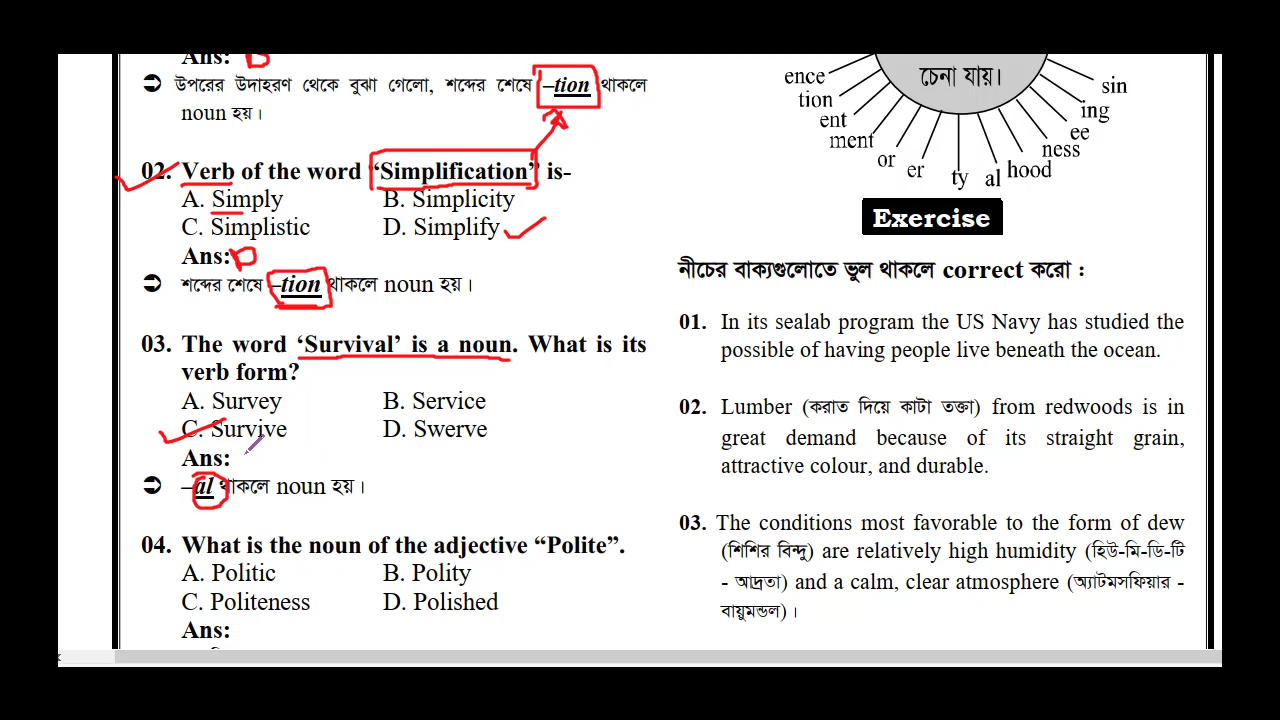 Ans: B
➲ উপরের উদাহরণ থেকে বুঝা গেলো, শব্দের শেষে –tion থাকলে
noun হয়।
02. Verb of the word “Simplification” is-
A. Simply B. Simplicity
C. Simplistic D. Simplify
Ans: D
➲ শব্দের শেষে –tion থাকলে noun হয়।
03. The word ‘Survival’ is a noun. What is its
verb form?
A. Survey B. Service
C. Survive D. Swerve
Ans:
➲ –al থাকলে noun হয়।
04. What is the noun of the adjective “Polite”.
A. Politic B. Polity
C. Politeness D. Polished
Ans:
চেনা যায়।
ence
tion
ent
ment
or
er
ty
al
hood
ness
ee
ing
sin
Exercise
নীচের বাক্যগুলোতে ভুল থাকলে correct করো :
01. In its sealab program the US Navy has studied the
possible of having people live beneath the ocean.
02. Lumber (করাত দিয়ে কাটা তক্তা) from redwoods is in
great demand because of its straight grain,
attractive colour, and durable.
03. The conditions most favorable to the form of dew
(শিশির বিন্দু) are relatively high humidity (হিউ-মি-ডি-টি
- আদ্রতা) and a calm, clear atmosphere (অ্যাটমসফিয়ার -
বায়ুমন্ডল)।